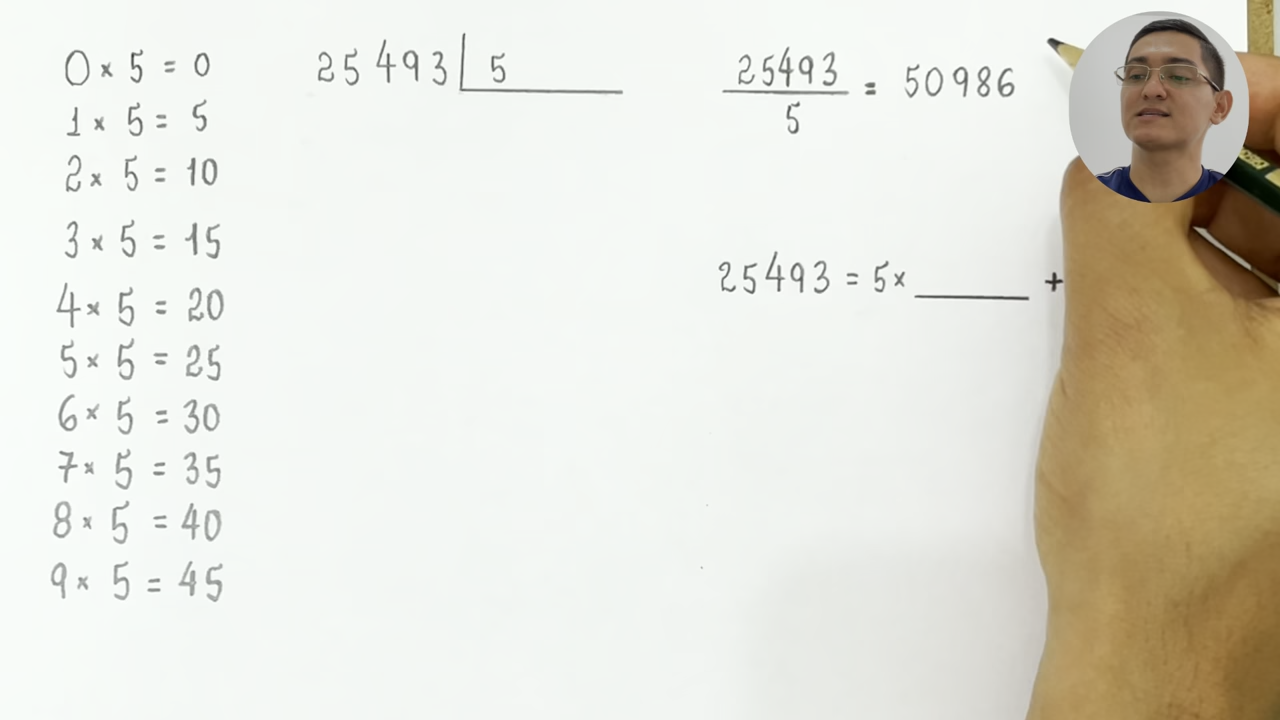 0 × 5 = 0
1 × 5 = 5
2 × 5 = 10
3 × 5 = 15
4 × 5 = 20
5 × 5 = 25
6 × 5 = 30
7 × 5 = 35
8 × 5 = 40
9 × 5 = 45
25493 5
25493
5
= 50986
25493 = 5 × ______ +